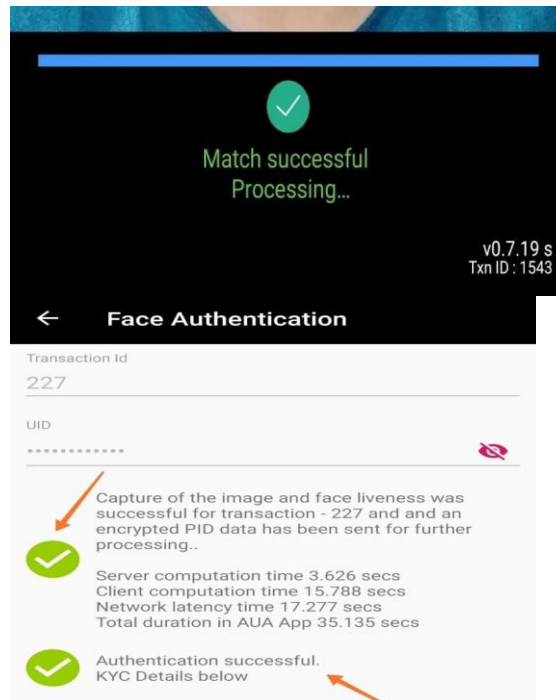 Match successful
Processing...
v0.7.19 s
Txn ID : 1543
Face Authentication
Transaction Id
227
UID
Capture of the image and face liveness was
successful for transaction - 227 and and an
encrypted PID data has been sent for further
processing..
Server computation time 3.626 secs
Client computation time 15.788 secs
Network latency time 17.277 secs
Total duration in AUA App 35.135 secs
Authentication successful.
KYC Details below